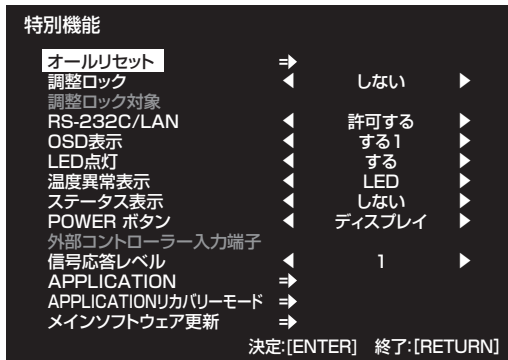 特別機能
オールリセット
調整ロック しない
調整ロック対象
RS-232C/LAN 許可する
OSD表示 する1
LED点灯 する
温度異常表示 LED
ステータス表示 しない
POWER ボタン ディスプレイ
外部コントローラー入力端子
信号応答レベル 1
APPLICATION
APPLICATIONリカバリーモード
メインソフトウェア更新
決定:[ENTER] 終了:[RETURN]